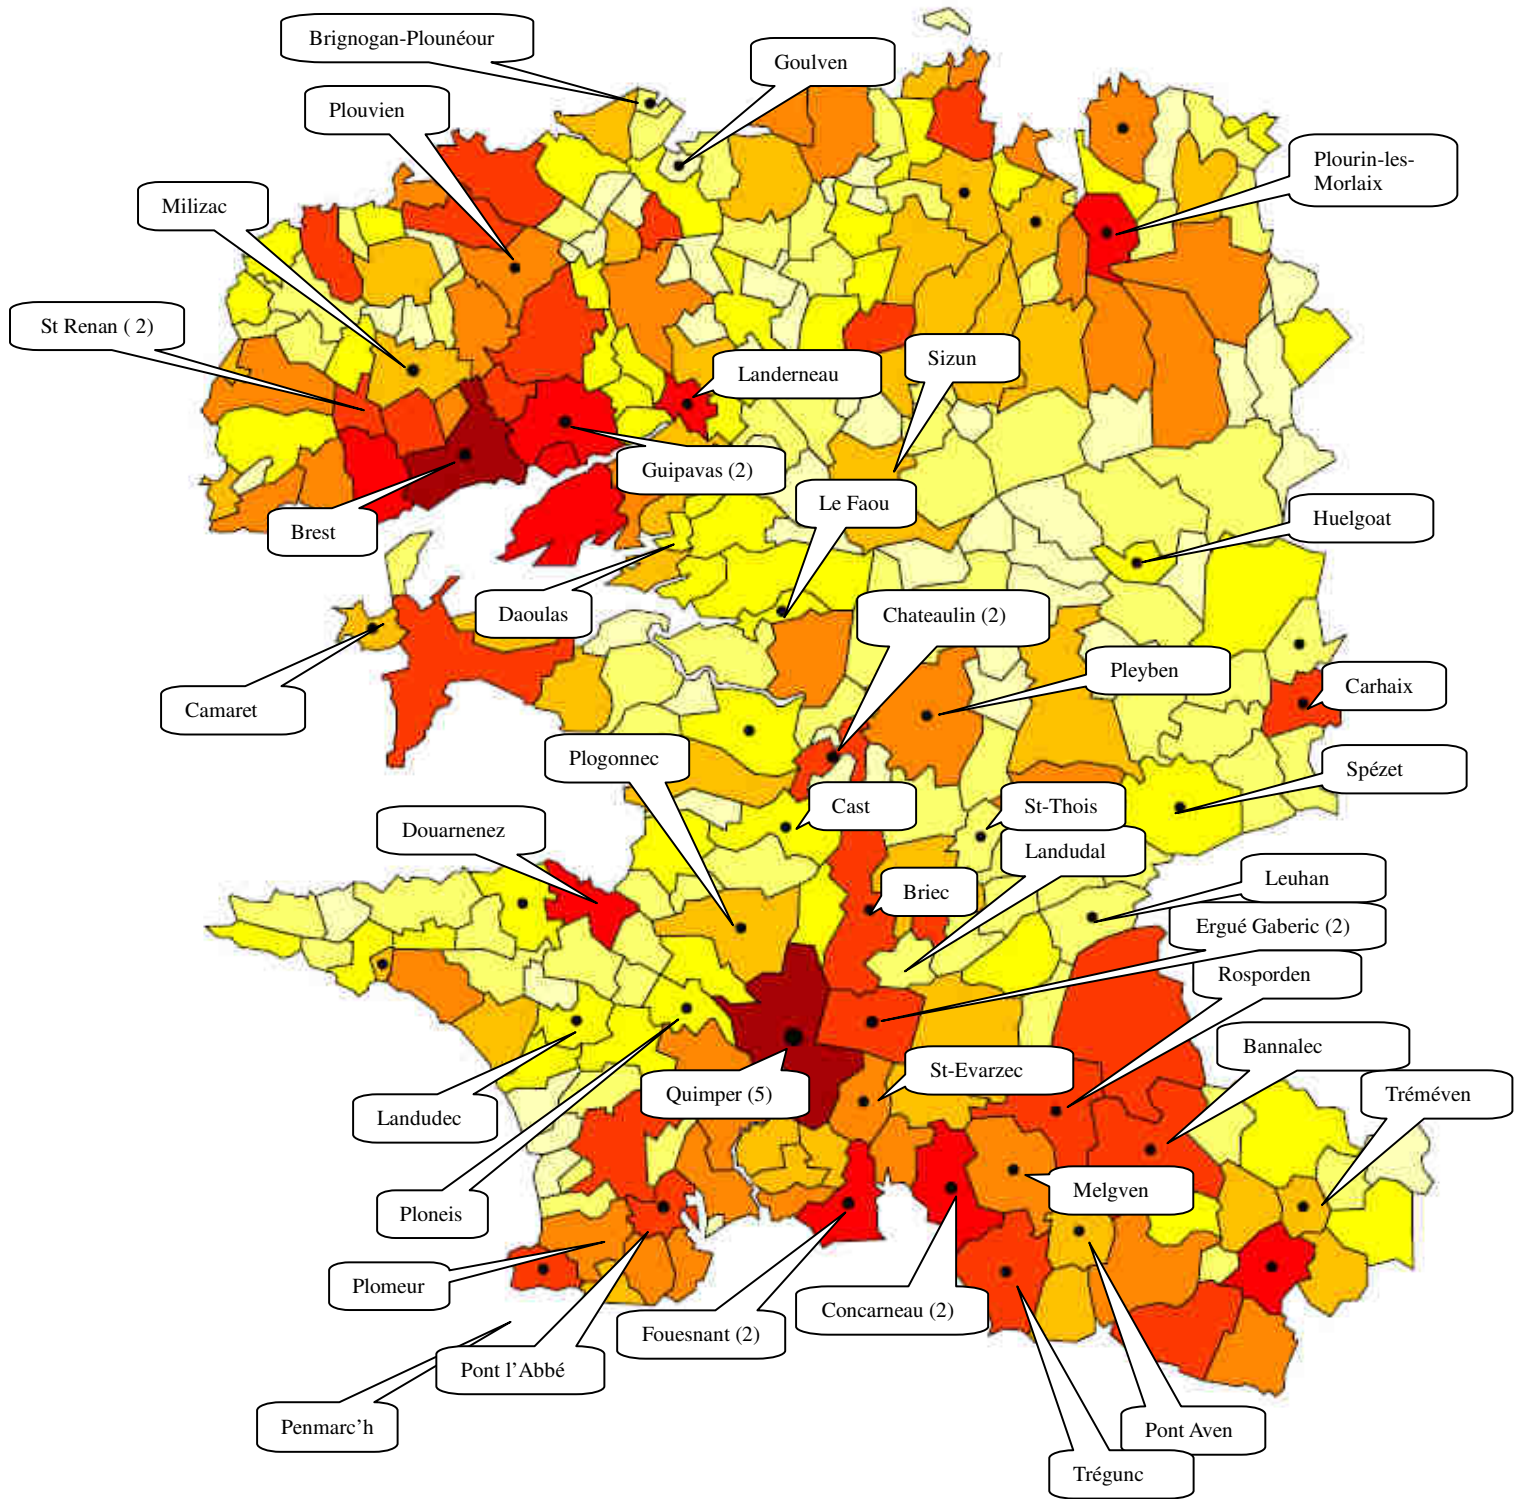 Brignogan-Plounéour
Goulven
Plouvien
Plourin-les-
Morlaix
Milizac
St Renan ( 2)
Landerneau
Sizun
Guipavas (2)
Le Faou
Brest
Huelgoat
Daoulas
Chateaulin (2)
Pleyben
Carhaix
Camaret
Plogonnec
Spézet
Cast
St-Thois
Douarnenez
Landudal
Briec
Leuhan
Ergué Gaberic (2)
Rosporden
Bannalec
St-Evarzec
Quimper (5)
Tréméven
Landudec
Melgven
Ploneis
Plomeur
Concarneau (2)
Fouesnant (2)
Pont l'Abbé
Penmarc'h
Pont Aven
Trégunc